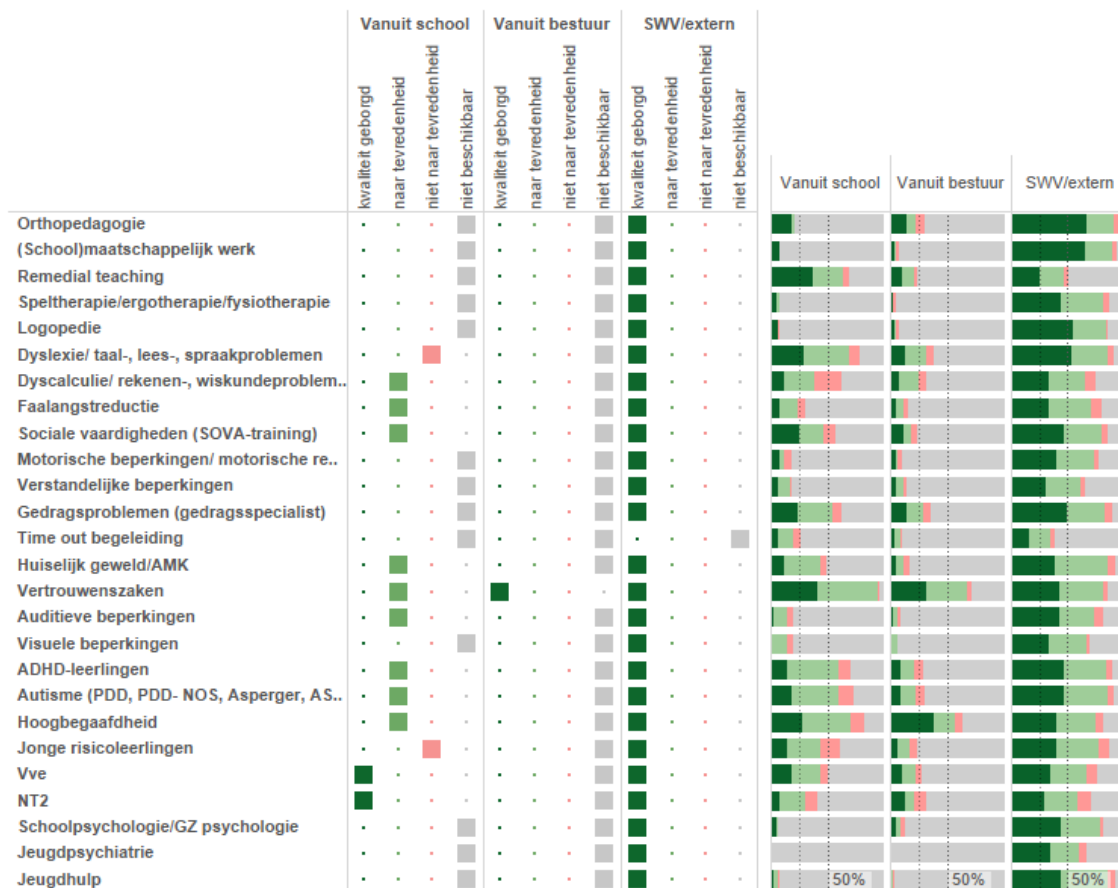 Vanuit school
Vanuit bestuur
SWV/extern
kwaliteit geborgd
naar tevredenheid
niet naar tevredenheid
niet beschikbaar
kwaliteit geborgd
naar tevredenheid
niet naar tevredenheid
niet beschikbaar
kwaliteit geborgd
naar tevredenheid
niet naar tevredenheid
niet beschikbaar
Vanuit school
Vanuit bestuur
SWV/extern
Orthopedagogie
(School)maatschappelijk werk
Remedial teaching
Speltherapie/ergotherapie/fysiotherapie
Logopedie
Dyslexie/ taal-, lees-, spraakproblemen
Dyscalculie/ rekenen-, wiskundeproblem..
Faalangstreductie
Sociale vaardigheden (SOVA-training)
Motorische beperkingen/ motorische re..
Verstandelijke beperkingen
Gedragsproblemen (gedragsspecialist)
Time out begeleiding
Huiselijk geweld/AMK
Vertrouwenszaken
Auditieve beperkingen
Visuele beperkingen
ADHD-leerlingen
Autisme (PDD, PDD- NOS, Asperger, AS..
Hoogbegaafdheid
Jonge risicoleerlingen
Vve
NT2
Schoolpsychologie/GZ psychologie
Jeugdpsychiatrie
Jeugdhulp
50%
50%
50%